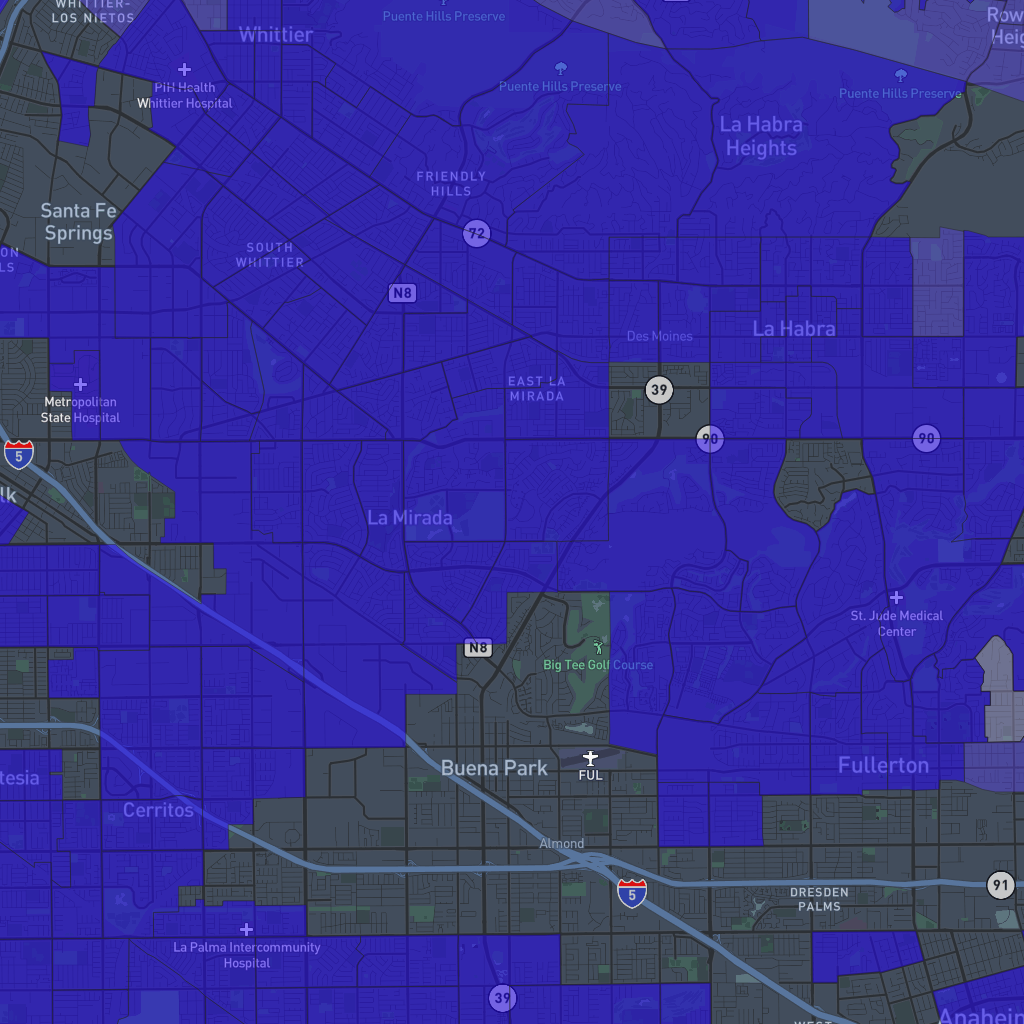 WHITTIER-
LOS NIETOS
Puente Hills Preserve
Whittier
Row
Heig
Puente Hills Preserve
Puente Hills Preserve
PIH Health
Whittier Hospital
La Habra
Heights
FRIENDLY
HILLS
Santa Fe
Springs
72
SOUTH
WHITTIER
ON
LS
N8
La Habra
Des Moines
EAST LA
MIRADA
39
Metropolitan
State Hospital
90
90
5
lk
La Mirada
St. Jude Medical
Center
N8
Big Tee Golf Course
Buena Park
FUL
Fullerton
tesia
Cerritos
Almond
5
91
DRESDEN
PALMS
La Palma Intercommunity
Hospital
39
Anaheim